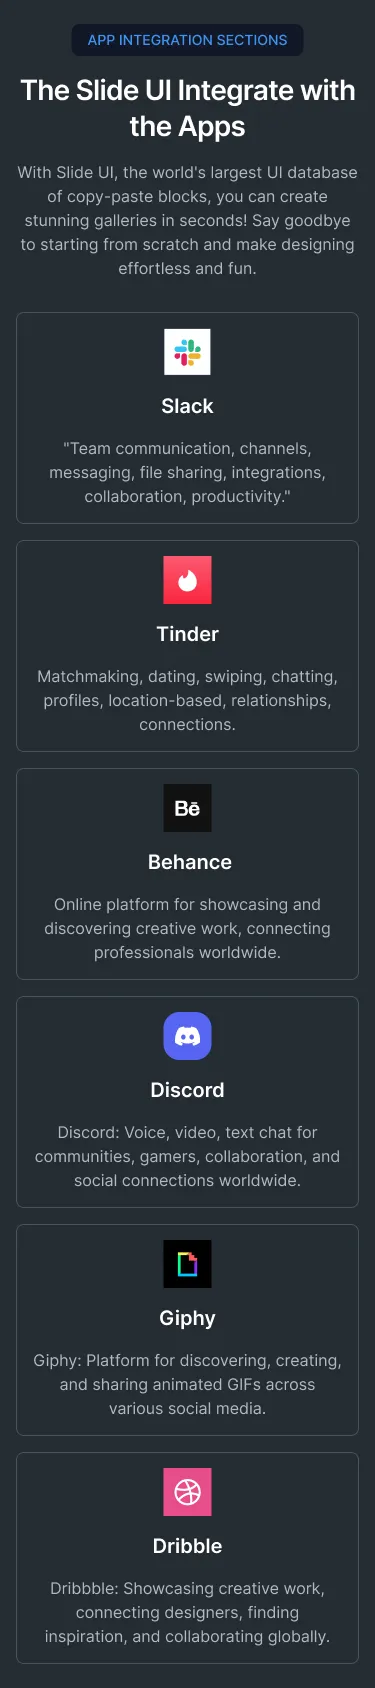 APP INTEGRATION SECTIONS
The Slide UI Integrate with
the Apps
With Slide UI, the world's largest UI database
of copy-paste blocks, you can create
stunning galleries in seconds! Say goodbye
to starting from scratch and make designing
effortless and fun.
Slack
"Team communication, channels,
messaging, file sharing, integrations,
collaboration, productivity."
Tinder
Matchmaking, dating, swiping, chatting,
profiles, location-based, relationships,
connections.
Bē
Behance
Online platform for showcasing and
discovering creative work, connecting
professionals worldwide.
Discord
Discord: Voice, video, text chat for
communities, gamers, collaboration, and
social connections worldwide.
Giphy
Giphy: Platform for discovering, creating,
and sharing animated GIFs across
various social media.
Dribble
Dribbble: Showcasing creative work,
connecting designers, finding
inspiration, and collaborating globally.